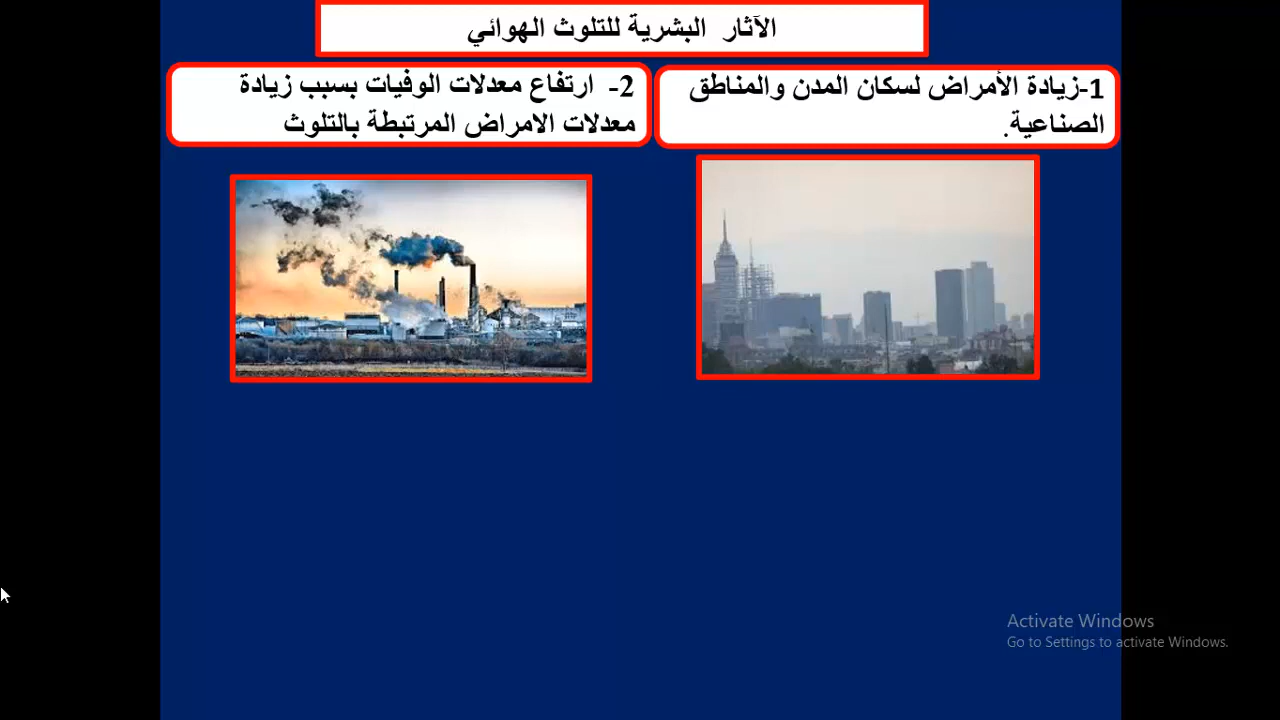 الآثار البشرية للتلوث الهوائي
1-زيادة الأمراض لسكان المدن والمناطق
الصناعية.
2- ارتفاع معدلات الوفيات بسبب زيادة
معدلات الامراض المرتبطة بالتلوث
Activate Windows
Go to Settings to activate Windows.